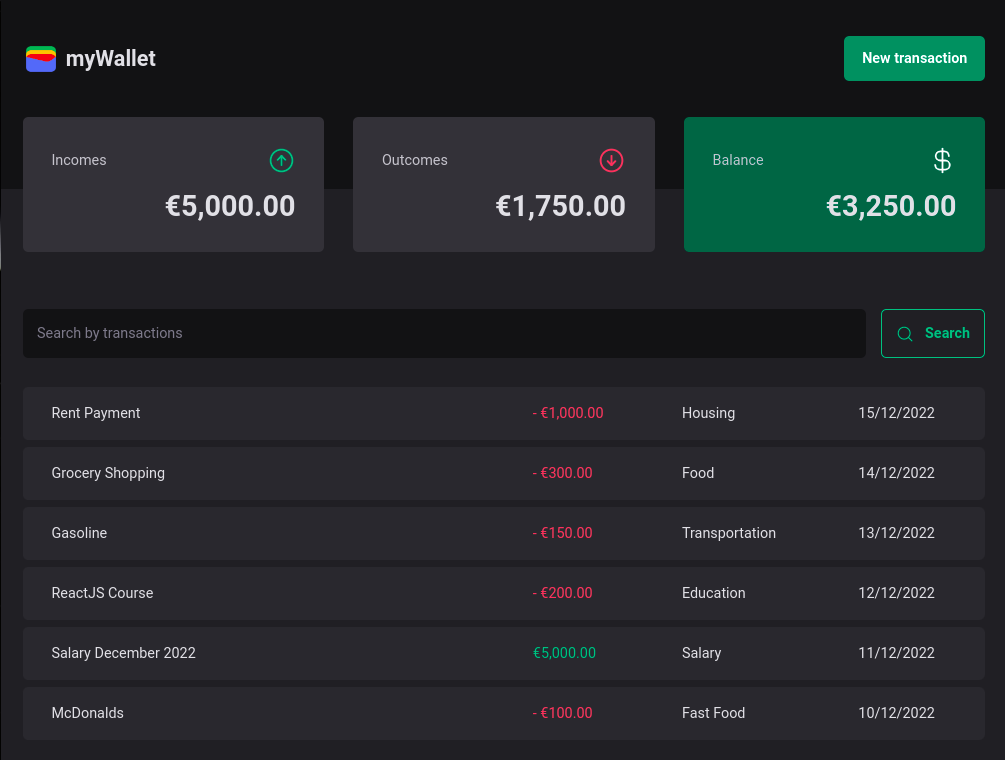 myWallet
New transaction
Incomes
€5,000.00
Outcomes
€1,750.00
Balance
€3,250.00
Search by transactions
Search
Rent Payment - €1,000.00 Housing 15/12/2022
Grocery Shopping - €300.00 Food 14/12/2022
Gasoline - €150.00 Transportation 13/12/2022
ReactJS Course - €200.00 Education 12/12/2022
Salary December 2022 €5,000.00 Salary 11/12/2022
McDonalds - €100.00 Fast Food 10/12/2022